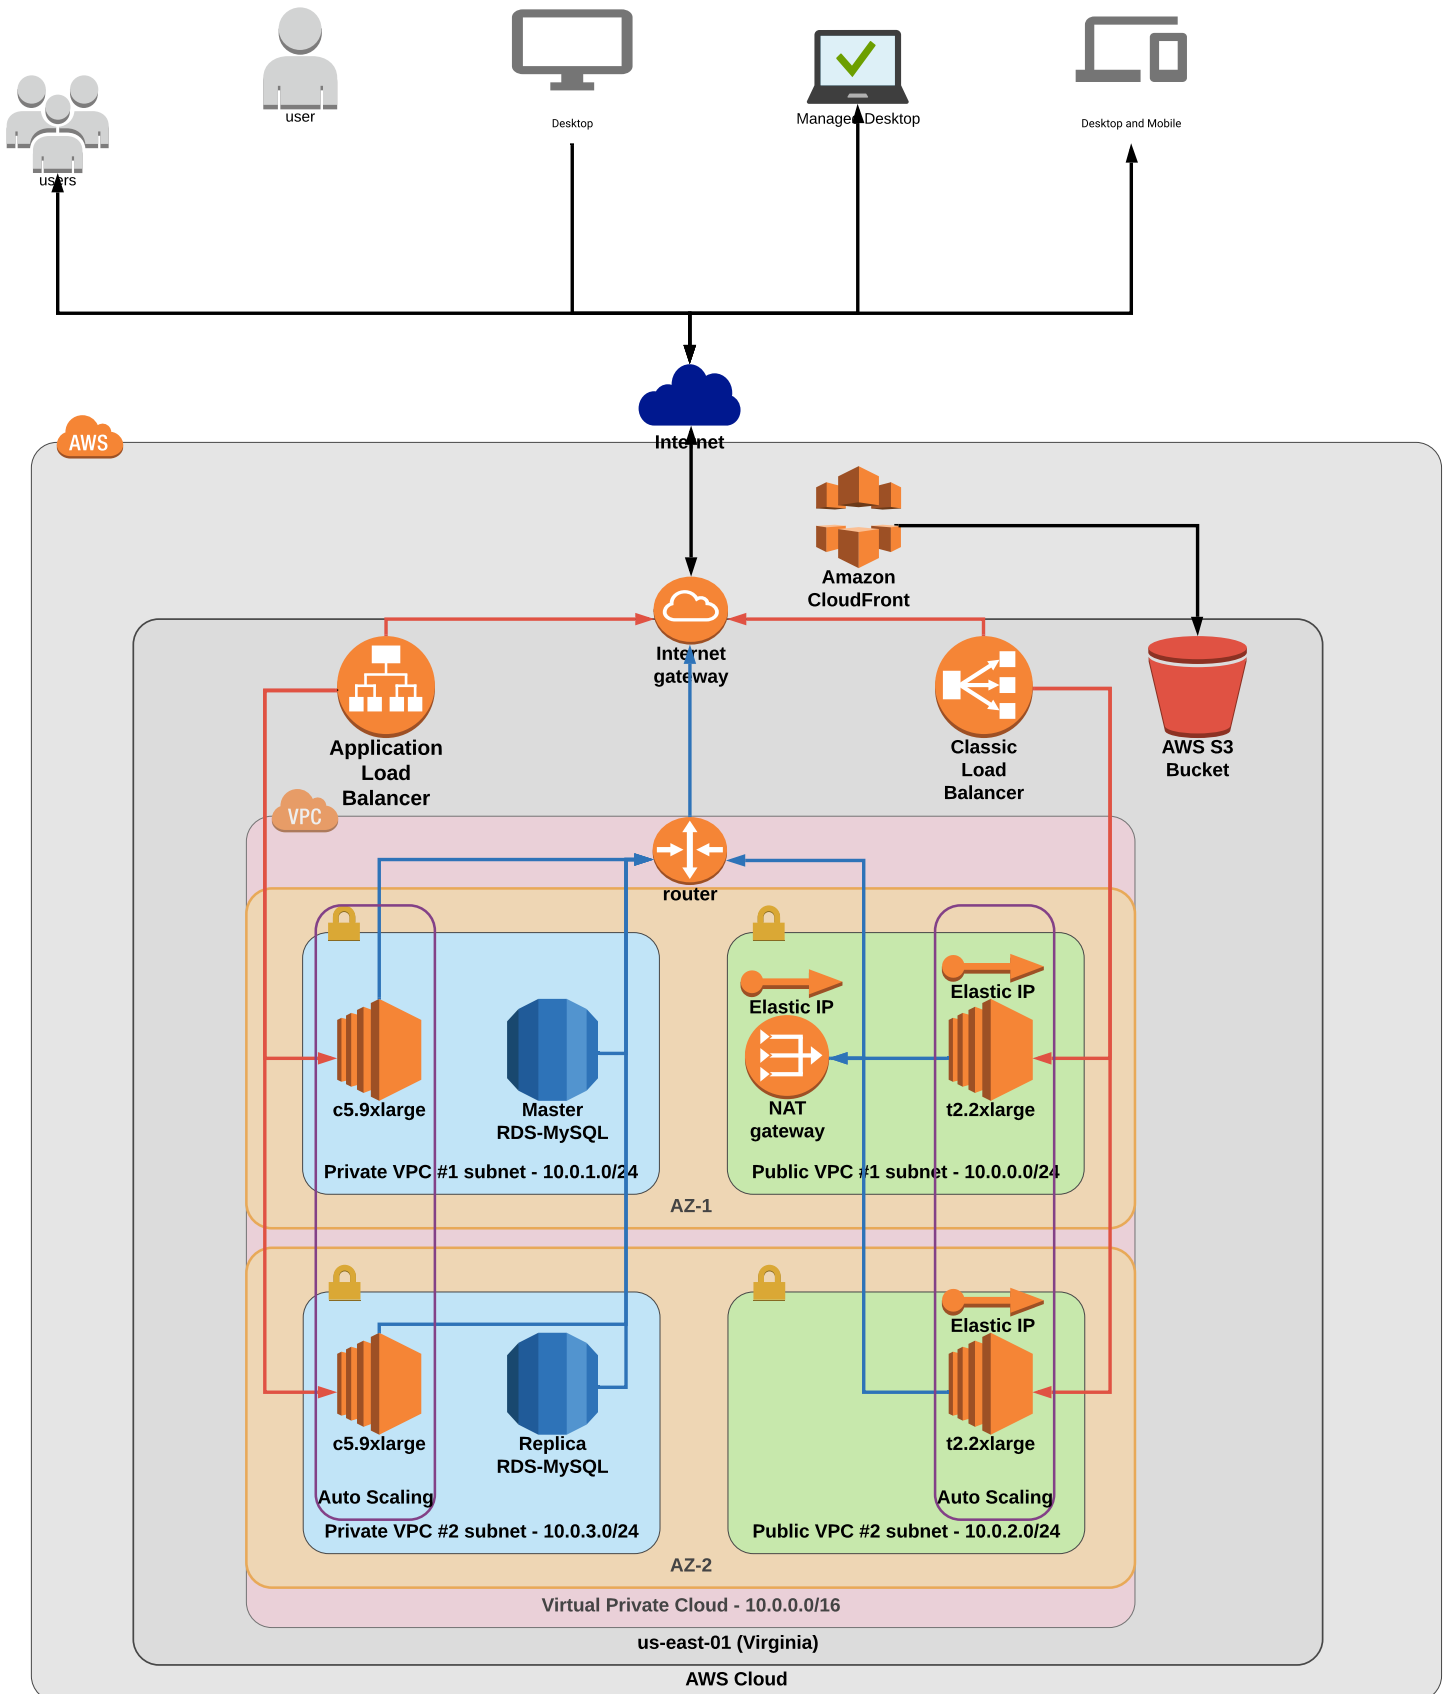 user
Desktop
Managed Desktop
Desktop and Mobile
users
Internet
AWS
Amazon
CloudFront
Internet
gateway
Application
Load
Balancer
Classic
Load
Balancer
AWS S3
Bucket
VPC
router
Elastic IP
Elastic IP
c5.9xlarge
Master
RDS-MySQL
NAT
gateway
t2.2xlarge
Private VPC #1 subnet - 10.0.1.0/24
Public VPC #1 subnet - 10.0.0.0/24
AZ-1
Elastic IP
c5.9xlarge
Replica
RDS-MySQL
t2.2xlarge
Auto Scaling
Auto Scaling
Private VPC #2 subnet - 10.0.3.0/24
Public VPC #2 subnet - 10.0.2.0/24
AZ-2
Virtual Private Cloud - 10.0.0.0/16
us-east-01 (Virginia)
AWS Cloud